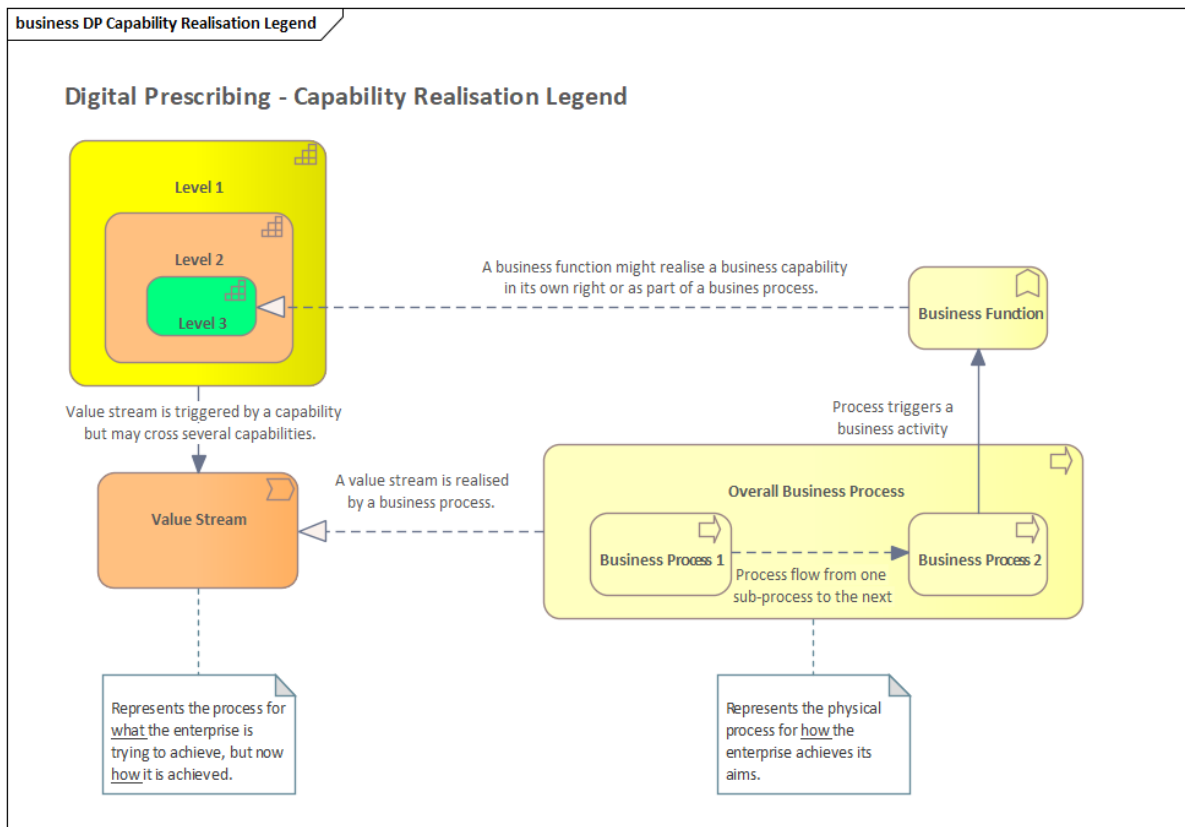 business DP Capability Realisation Legend
Digital Prescribing - Capability Realisation Legend
Level 1
Level 2
Level 3
A business function might realise a business capability
in its own right or as part of a busines process.
Business Function
Value stream is triggered by a capability
but may cross several capabilities.
Process triggers a
business activity
A value stream is realised
by a business process.
Value Stream
Overall Business Process
Business Process 1
Business Process 2
Process flow from one
sub-process to the next
Represents the process for
what the enterprise is
trying to achieve, but now
how it is achieved.
Represents the physical
process for how the
enterprise achieves its
aims.